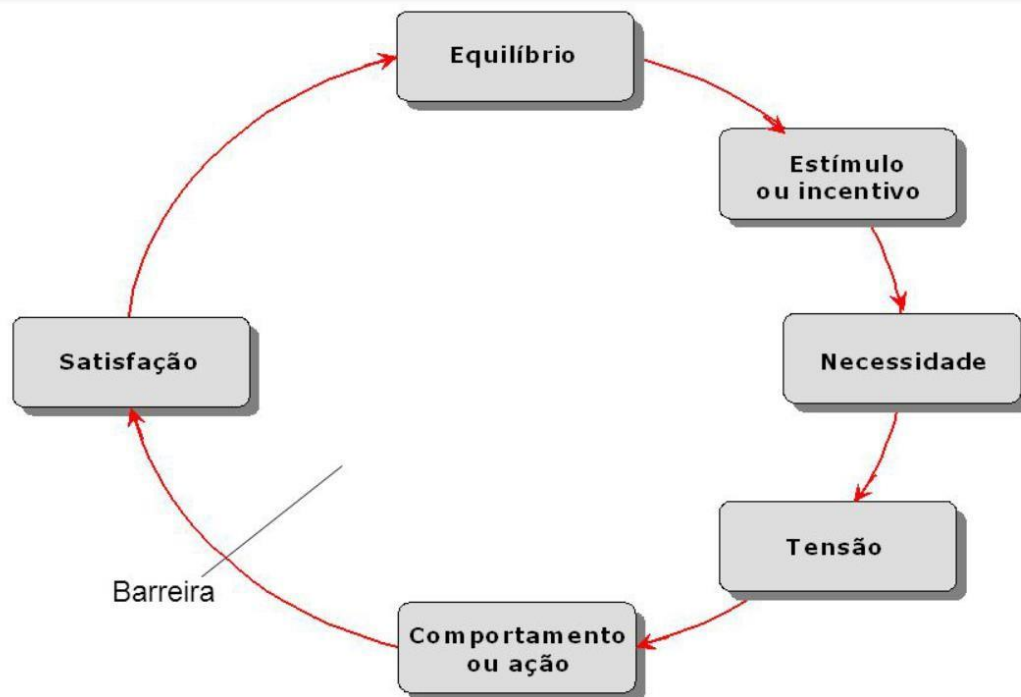 Equilíbrio
Estímulo
ou incentivo
Necessidade
Tensão
Comportamento
ou ação
Barreira
Satisfação